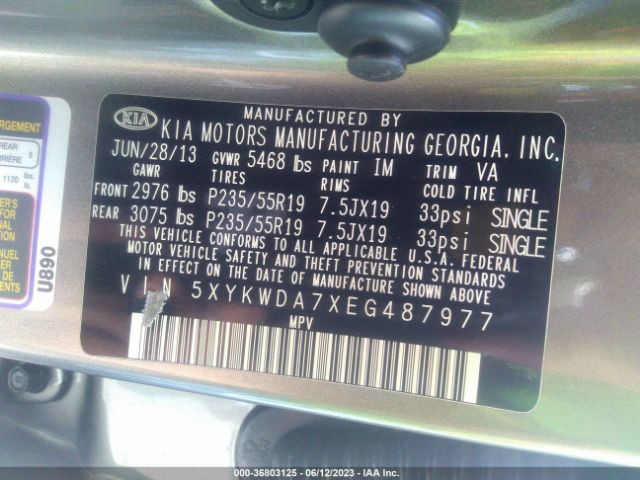 MANUFACTURED BY
KIA KIA MOTORS MANUFACTURING GEORGIA, INC.
JUN/28/13 GVWR 5468 lbs PAINT IM TRIM VA
GAWR TIRES RIMS COLD TIRE INFL
FRONT 2976 lbs P235/55R19 7.5JX19 33psi SINGLE
REAR 3075 lbs P235/55R19 7.5JX19 33psi SINGLE
THIS VEHICLE CONFORMS TO ALL APPLICABLE U.S.A. FEDERAL
MOTOR VEHICLE SAFETY AND THEFT PREVENTION STANDARDS
IN EFFECT ON THE DATE OF MANUFACTURE SHOWN ABOVE
VIN 5XYKWDA7XEG487977
MPV
REAR
5
1120
U890
000-36803125 - 06/12/2023 - IAA Inc.